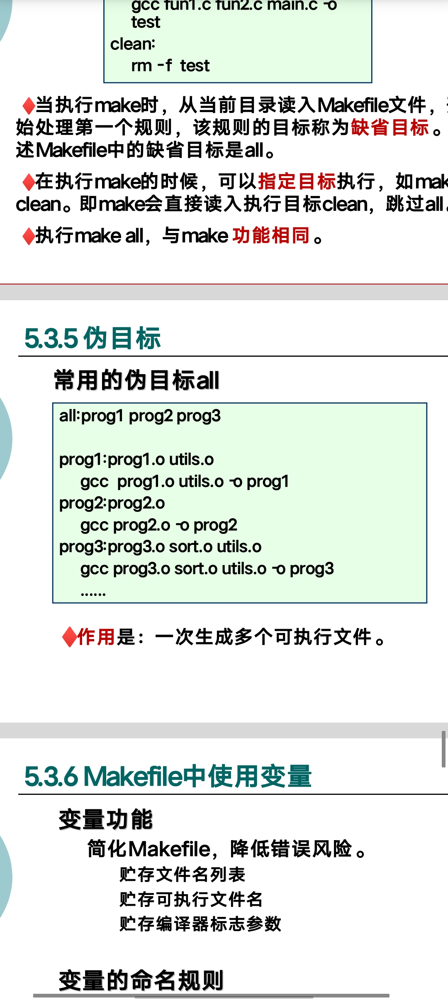 gcc fun1.c fun2.c main.c -o
test
clean:
rm -f test
当执行make时，从当前目录读入Makefile文件，
始处理第一个规则，该规则的目标称为缺省目标。
述Makefile中的缺省目标是all。
在执行make的时候，可以指定目标执行，如mak
clean。即make会直接读入执行目标clean，跳过all
执行make all，与make 功能相同。
5.3.5 伪目标
常用的伪目标all
all:prog1 prog2 prog3
prog1:prog1.o utils.o
gcc prog1.o utils.o -o prog1
prog2:prog2.o
gcc prog2.o -o prog2
prog3:prog3.o sort.o utils.o
gcc prog3.o sort.o utils.o -o prog3
......
作用是：一次生成多个可执行文件。
5.3.6 Makefile中使用变量
变量功能
简化Makefile，降低错误风险。
贮存文件名列表
贮存可执行文件名
贮存编译器标志参数
变量的命名规则